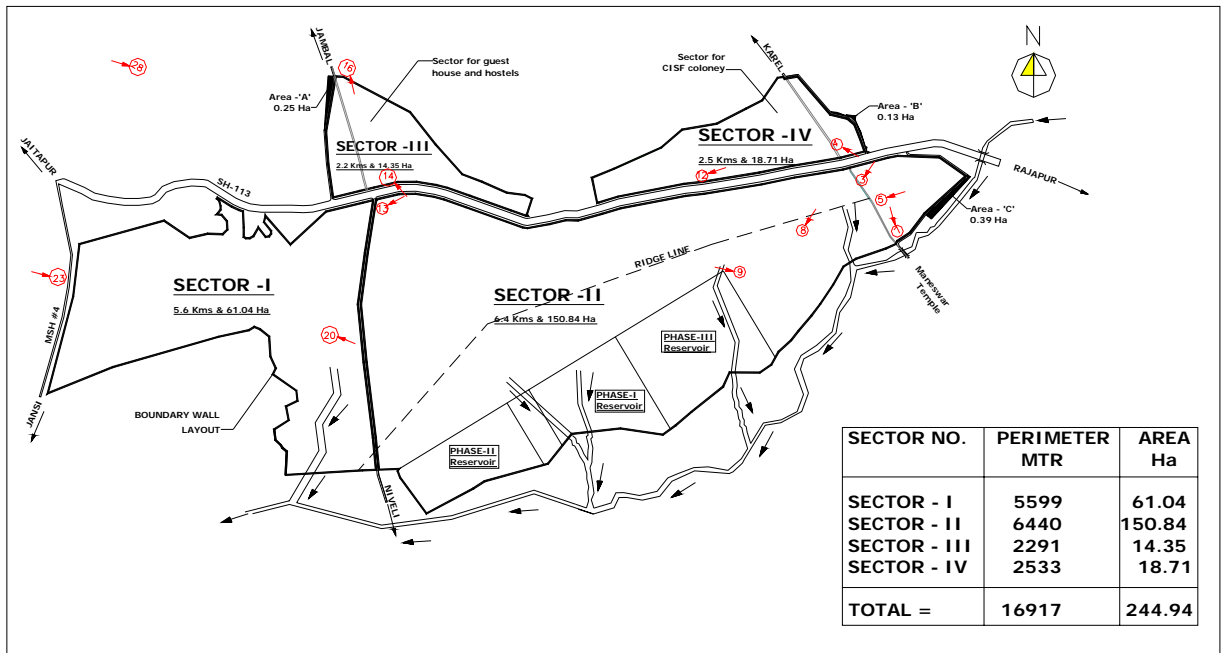 N
JAMBAL
KAREL
28
16
Sector for guest
house and hostels
Sector for
CISF coloney
Area -'A'
0.25 Ha
Area - 'B'
0.13 Ha
SECTOR -III
2.2 Kms & 14.35 Ha
SECTOR -IV
2.5 Kms & 18.71 Ha
4
JAITAPUR
SH-113
14
13
12
3
5
RAJAPUR
Area - 'C'
0.39 Ha
8
1
RIDGE LINE
9
Maneswar
Temple
23
SECTOR -I
5.6 Kms & 61.04 Ha
SECTOR -II
6.4 Kms & 150.84 Ha
MSH #4
20
PHASE-III
Reservoir
PHASE-I
Reservoir
JANSI
BOUNDARY WALL
LAYOUT
PHASE-II
Reservoir
NIVELI
SECTOR NO. PERIMETER MTR AREA Ha
SECTOR - I 5599 61.04
SECTOR - II 6440 150.84
SECTOR - III 2291 14.35
SECTOR - IV 2533 18.71
TOTAL = 16917 244.94